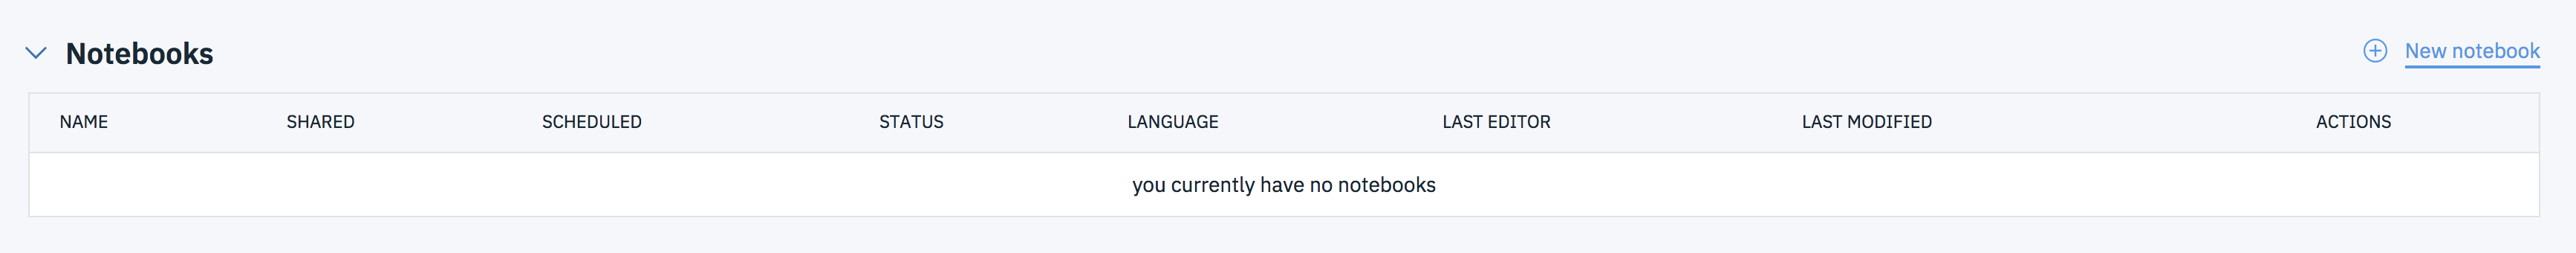 Notebooks
New notebook
NAME SHARED SCHEDULED STATUS LANGUAGE LAST EDITOR LAST MODIFIED ACTIONS
you currently have no notebooks